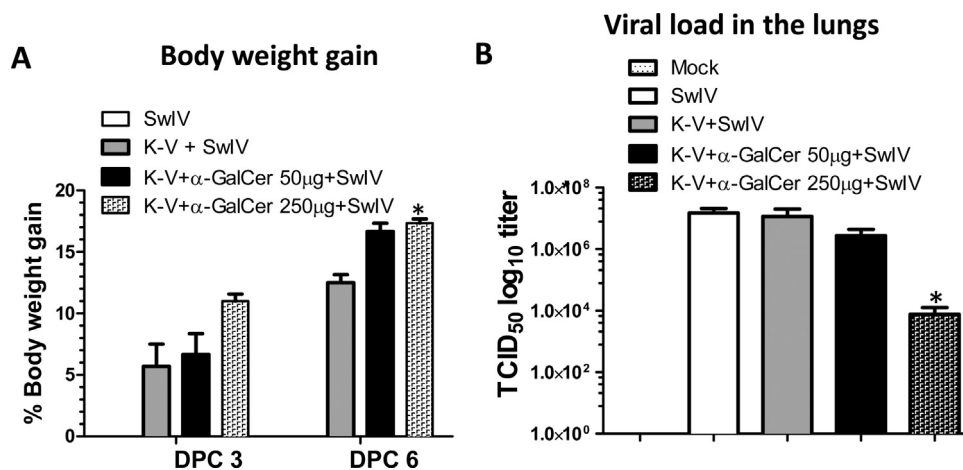 A
Body weight gain
SwIV
K-V + SwIV
K-V+α-GalCer 50μg+SwIV
K-V+α-GalCer 250μg+SwIV
% Body weight gain
20
15
10
5
0
*
DPC 3
DPC 6
B
Viral load in the lungs
Mock
SwIV
K-V+SwIV
K-V+α-GalCer 50μg+SwIV
K-V+α-GalCer 250μg+SwIV
TCID₅₀ log₁₀ titer
1.0×10⁸
1.0×10⁶
1.0×10⁴
1.0×10⁺⁰²
1.0×10⁰
*